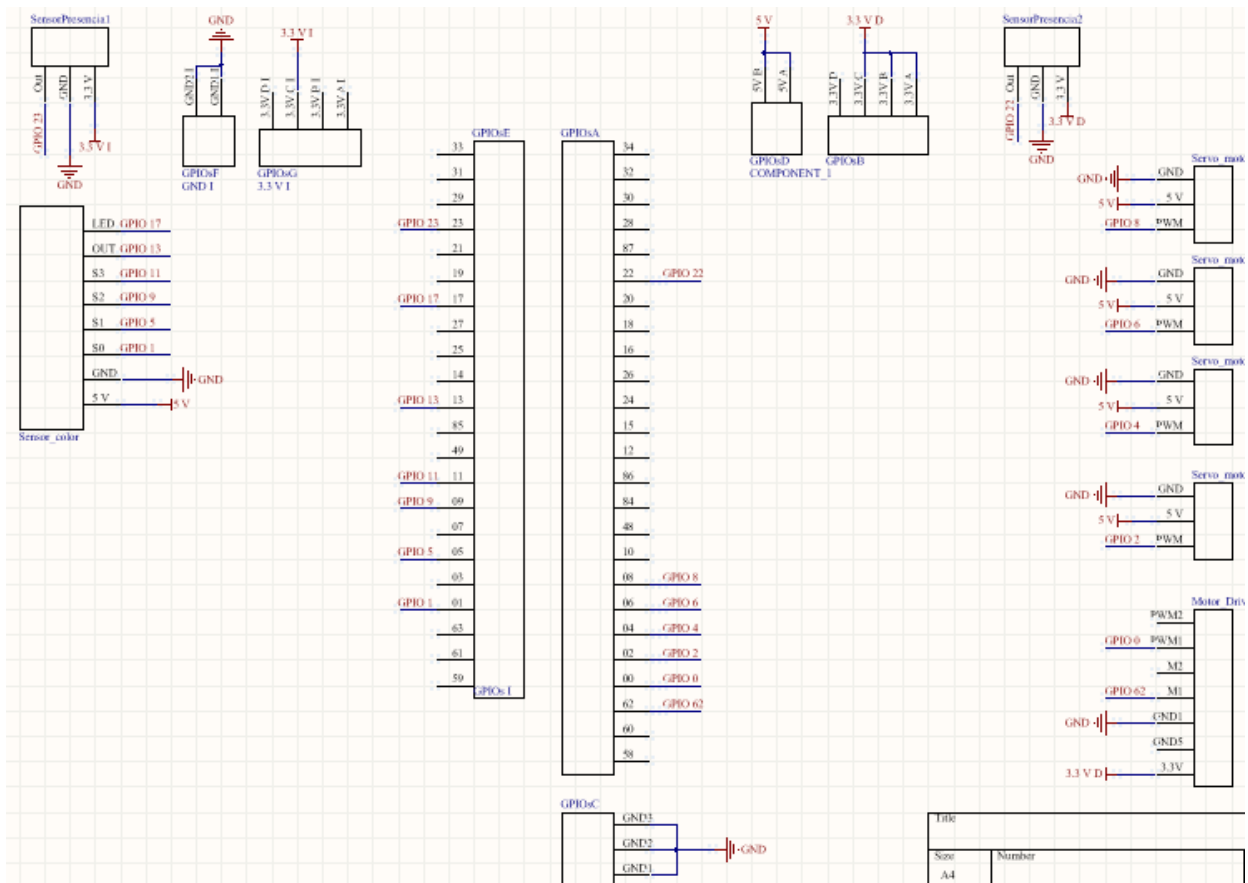 SensorPresencia1
Out
GND
3.3 V
GPIO 23
GND
3.3 V I
GND
GND2 I
GND1 I
GPIOsF
GND I
3.3 V I
3.3V D I
3.3V C I
3.3V B I
3.3V A I
GPIOsG
3.3 V I
5 V
5V B
5V A
GPIOsD
COMPONENT_1
3.3 V D
3.3V D
3.3V C
3.3V B
3.3V A
GPIOsB
SensorPresencia2
Out
GND
3.3 V
GPIO 22
GND
3.3 V D
LED GPIO 17
OUT GPIO 13
S3 GPIO 11
S2 GPIO 9
S1 GPIO 5
S0 GPIO 1
GND GND
5 V 5 V
Sensor_color
GPIOsE
33
31
29
GPIO 23 23
21
19
GPIO 17 17
27
25
14
GPIO 13 13
85
49
GPIO 11 11
GPIO 9 09
07
GPIO 5 05
03
GPIO 1 01
63
61
59
GPIOs I
GPIOsA
34
32
30
28
87
22 GPIO 22
20
18
16
26
24
15
12
86
84
48
10
08 GPIO 8
06 GPIO 6
04 GPIO 4
02 GPIO 2
00 GPIO 0
62 GPIO 62
60
58
GPIOsC
GND3
GND2 GND
GND1
Servo_moto
GND GND
5 V 5 V
GPIO 8 PWM
Servo_moto
GND GND
5 V 5 V
GPIO 6 PWM
Servo_moto
GND GND
5 V 5 V
GPIO 4 PWM
Servo_moto
GND GND
5 V 5 V
GPIO 2 PWM
Motor_Driv
PWM2
GPIO 0 PWM1
M2
GPIO 62 M1
GND GND1
GND5
3.3 V D 3.3V
Title
Size Number
A4